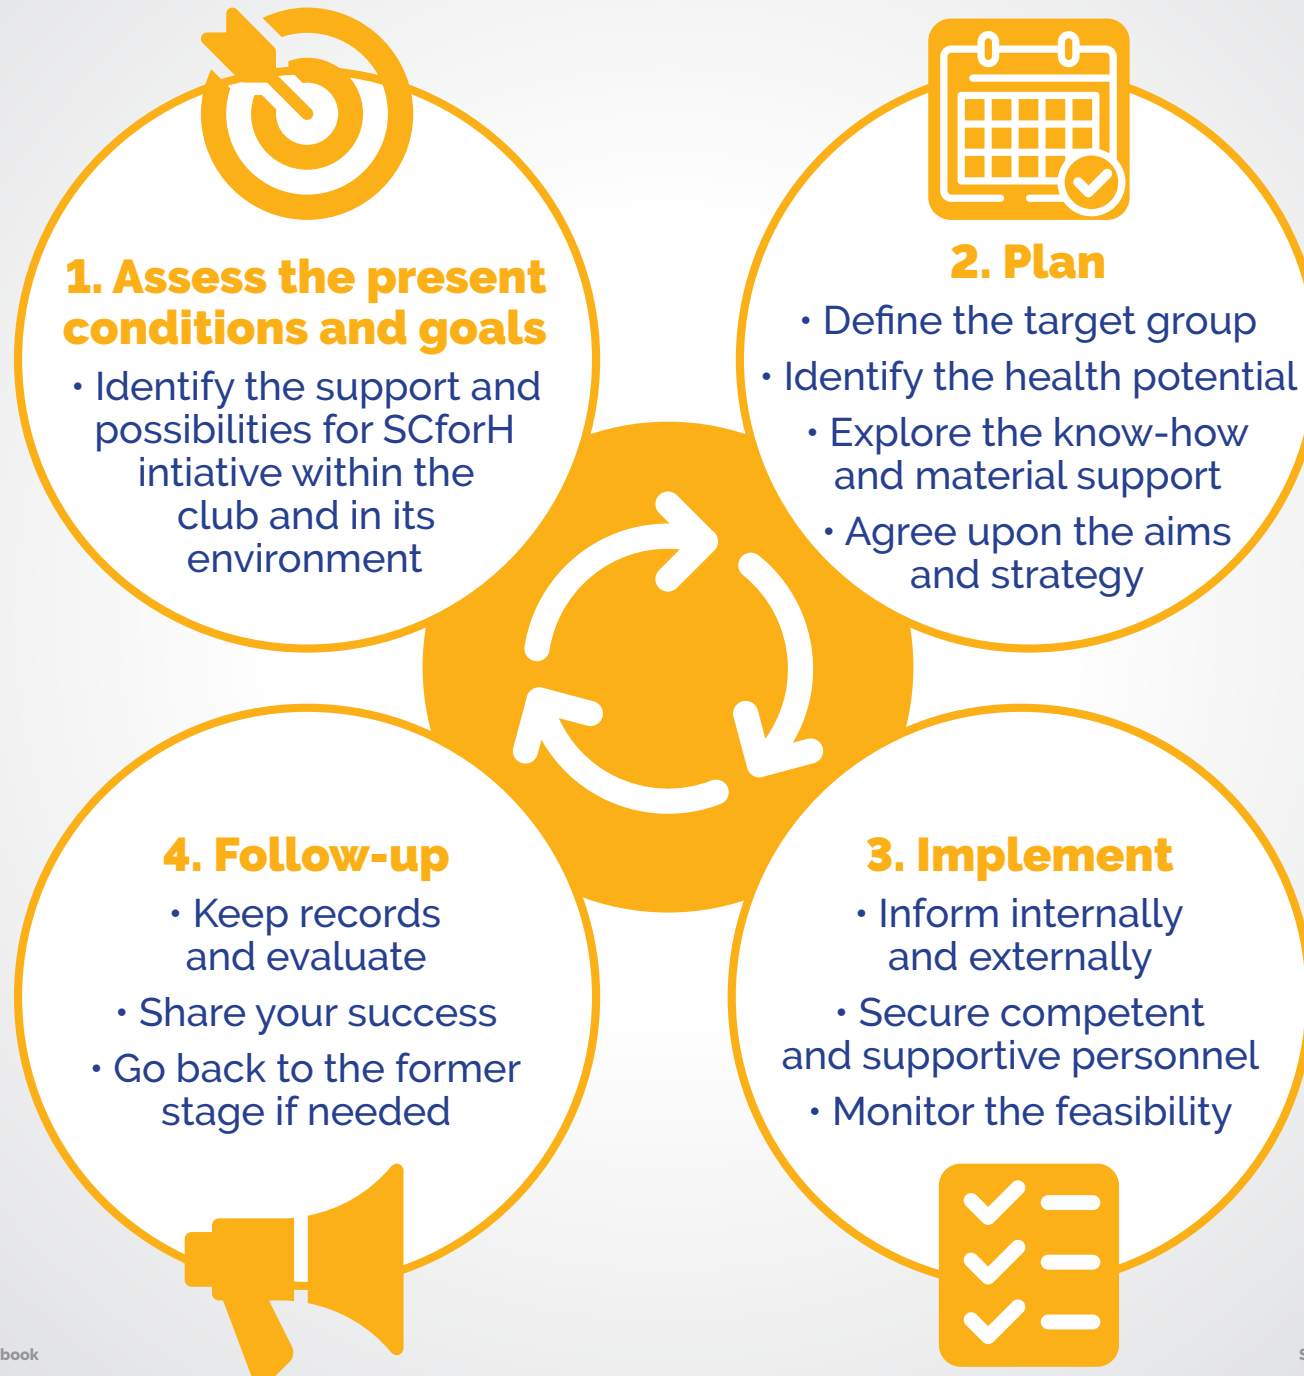 1. Assess the present
conditions and goals
• Identify the support and
possibilities for SCforH
intiative within the
club and in its
environment
2. Plan
• Define the target group
• Identify the health potential
• Explore the know-how
and material support
• Agree upon the aims
and strategy
3. Implement
• Inform internally
and externally
• Secure competent
and supportive personnel
• Monitor the feasibility
4. Follow-up
• Keep records
and evaluate
• Share your success
• Go back to the former
stage if needed
book